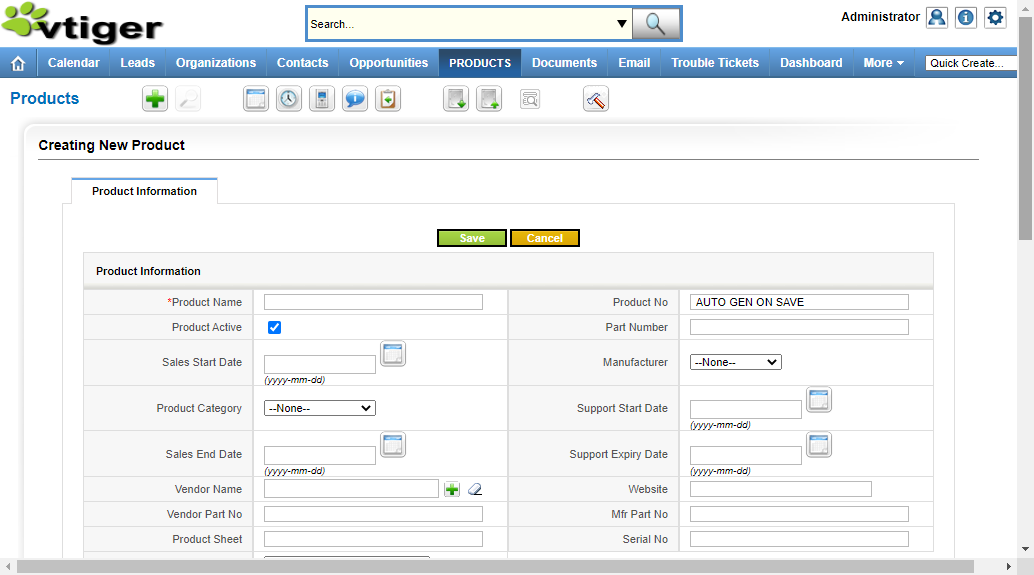 vtiger
Search...
Administrator
Calendar Leads Organizations Contacts Opportunities PRODUCTS Documents Email Trouble Tickets Dashboard More Quick Create...
Products
Creating New Product
Product Information
Save Cancel
Product Information
*Product Name Product No AUTO GEN ON SAVE
Product Active Part Number
Sales Start Date (yyyy-mm-dd) Manufacturer --None--
Product Category --None-- Support Start Date (yyyy-mm-dd)
Sales End Date (yyyy-mm-dd) Support Expiry Date (yyyy-mm-dd)
Vendor Name Website
Vendor Part No Mfr Part No
Product Sheet Serial No